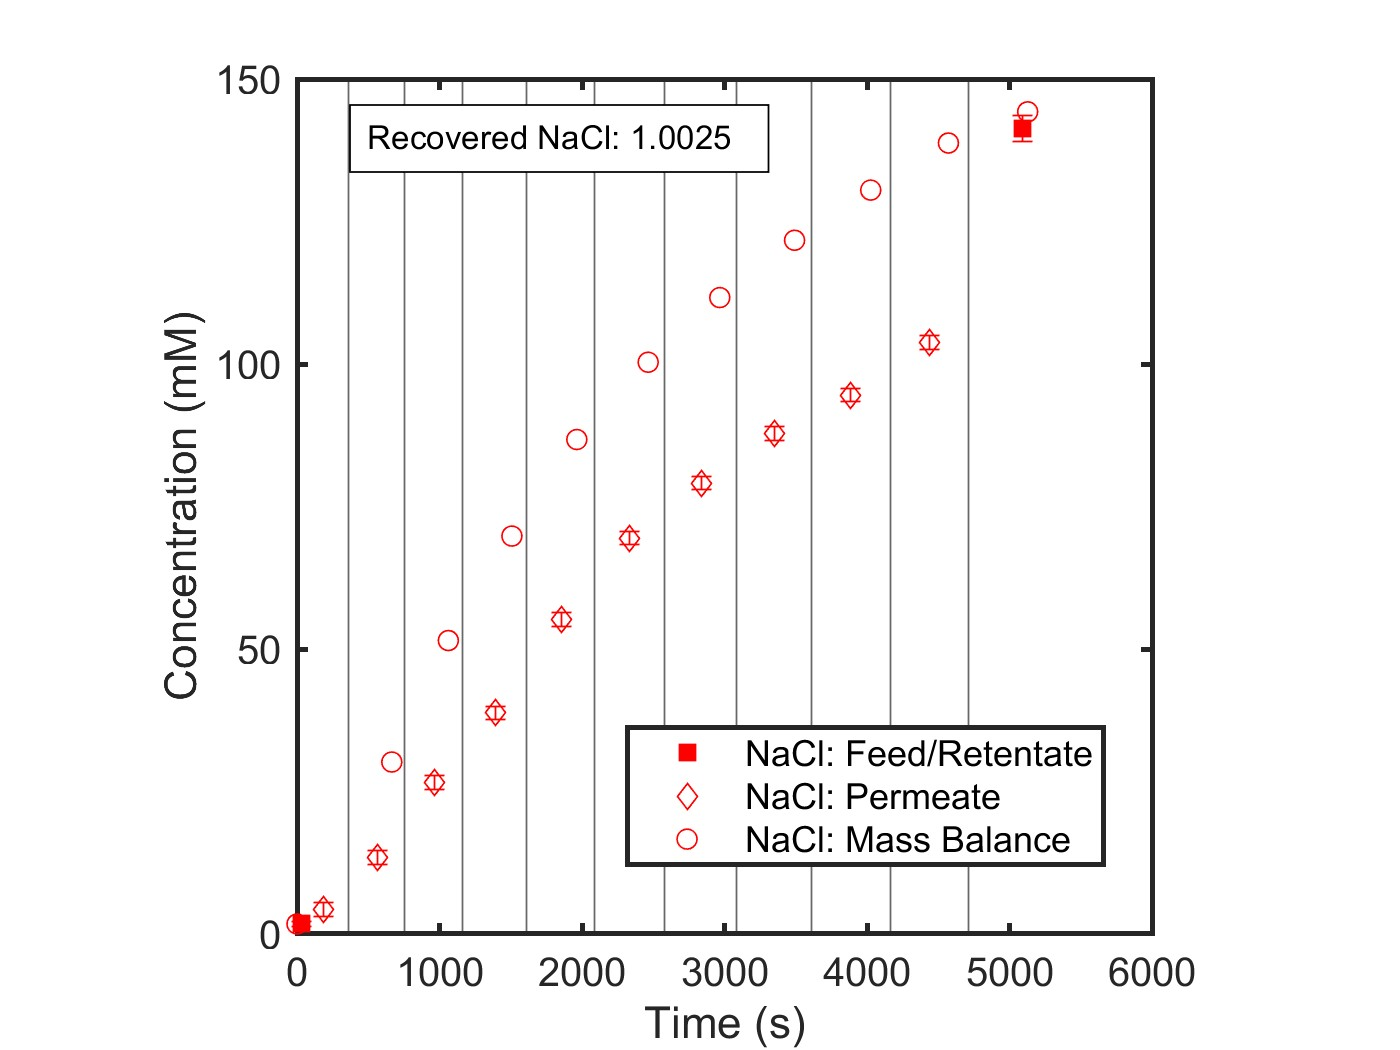 150
Recovered NaCl: 1.0025
100
50
0
Concentration (mM)
NaCl: Feed/Retentate
NaCl: Permeate
NaCl: Mass Balance
0 1000 2000 3000 4000 5000 6000
Time (s)